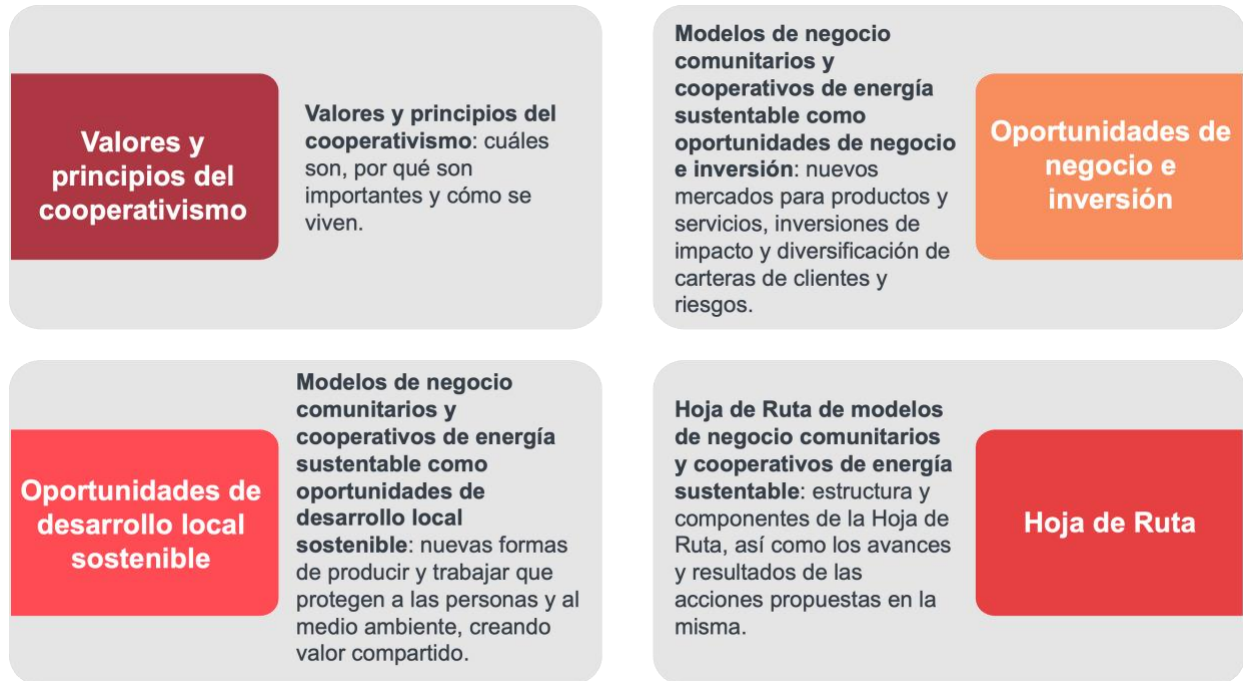 Valores y
principios del
cooperativismo
Valores y principios del
cooperativismo: cuáles
son, por qué son
importantes y cómo se
viven.
Modelos de negocio
comunitarios y
cooperativos de energía
sustentable como
oportunidades de negocio
e inversión: nuevos
mercados para productos y
servicios, inversiones de
impacto y diversificación de
carteras de clientes y
riesgos.
Oportunidades de
negocio e
inversión
Oportunidades de
desarrollo local
sostenible
Modelos de negocio
comunitarios y
cooperativos de energía
sustentable como
oportunidades de
desarrollo local
sostenible: nuevas formas
de producir y trabajar que
protegen a las personas y al
medio ambiente, creando
valor compartido.
Hoja de Ruta de modelos
de negocio comunitarios
y cooperativos de energía
sustentable: estructura y
componentes de la Hoja de
Ruta, así como los avances
y resultados de las
acciones propuestas en la
misma.
Hoja de Ruta